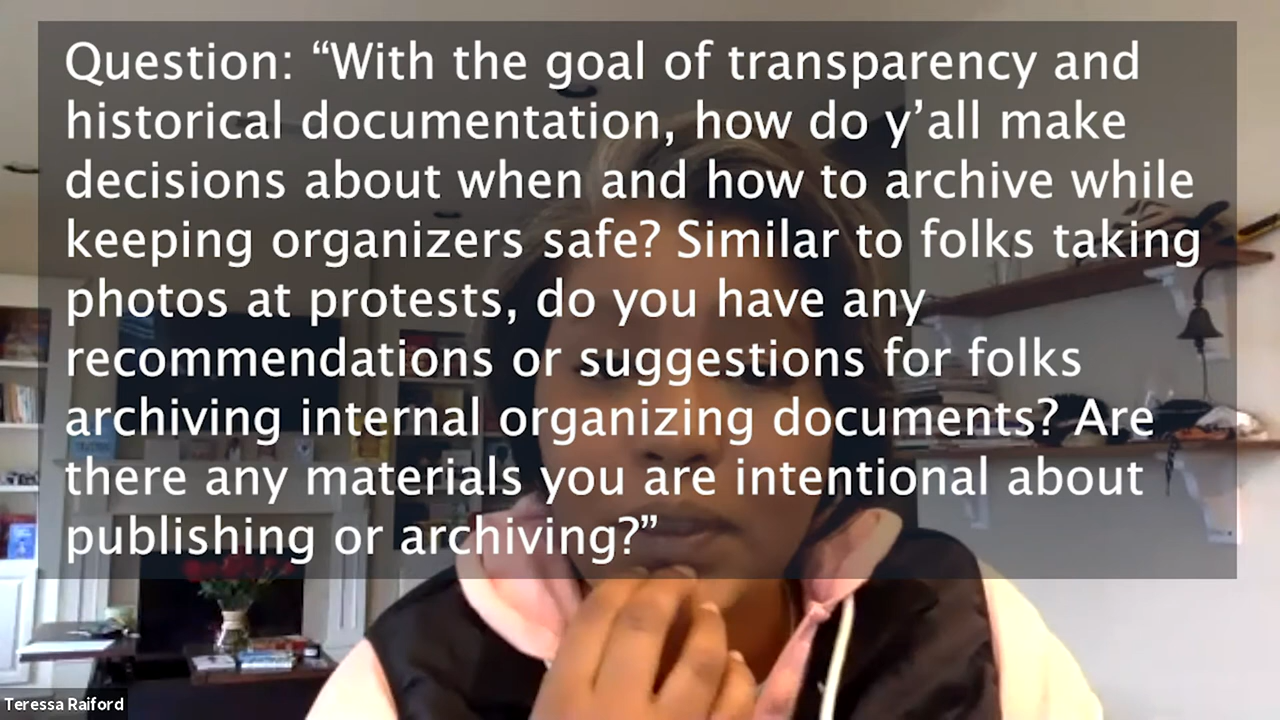 Question: “With the goal of transparency and
historical documentation, how do y’all make
decisions about when and how to archive while
keeping organizers safe? Similar to folks taking
photos at protests, do you have any
recommendations or suggestions for folks
archiving internal organizing documents? Are
there any materials you are intentional about
publishing or archiving?”
Teressa Raiford